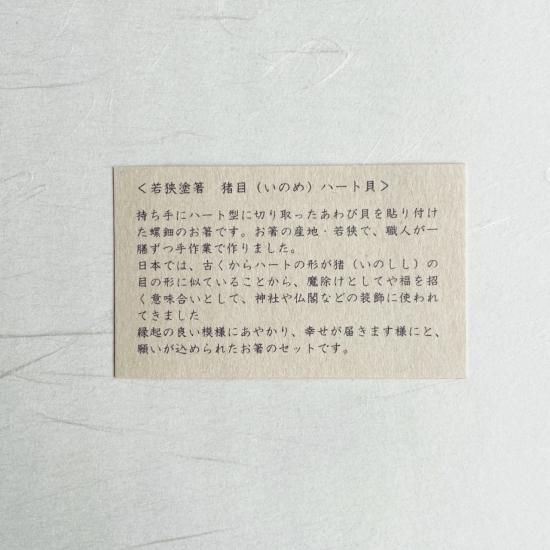 ＜若狭塗箸　猪目（いのめ）ハート貝＞
持ち手にハート型に切り取ったあわび貝を貼り付け
た螺鈿のお箸です。お箸の産地・若狭で、職人が一
膳ずつ手作業で作りました。
日本では、古くからハートの形が猪（いのしし）の
目の形に似ていることから、魔除けとしてや福を招
く意味合いとして、神社や仏閣などの装飾に使われ
てきました
縁起の良い模様にあやかり、幸せが届きます様にと、
願いが込められたお箸のセットです。